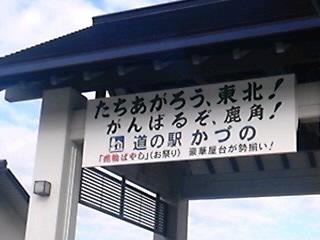 たちあがろう、東北！
がんばるぞ、鹿角！
道の駅 かづの
「花輪ばやし」(お祭り) 豪華屋台が勢揃い！